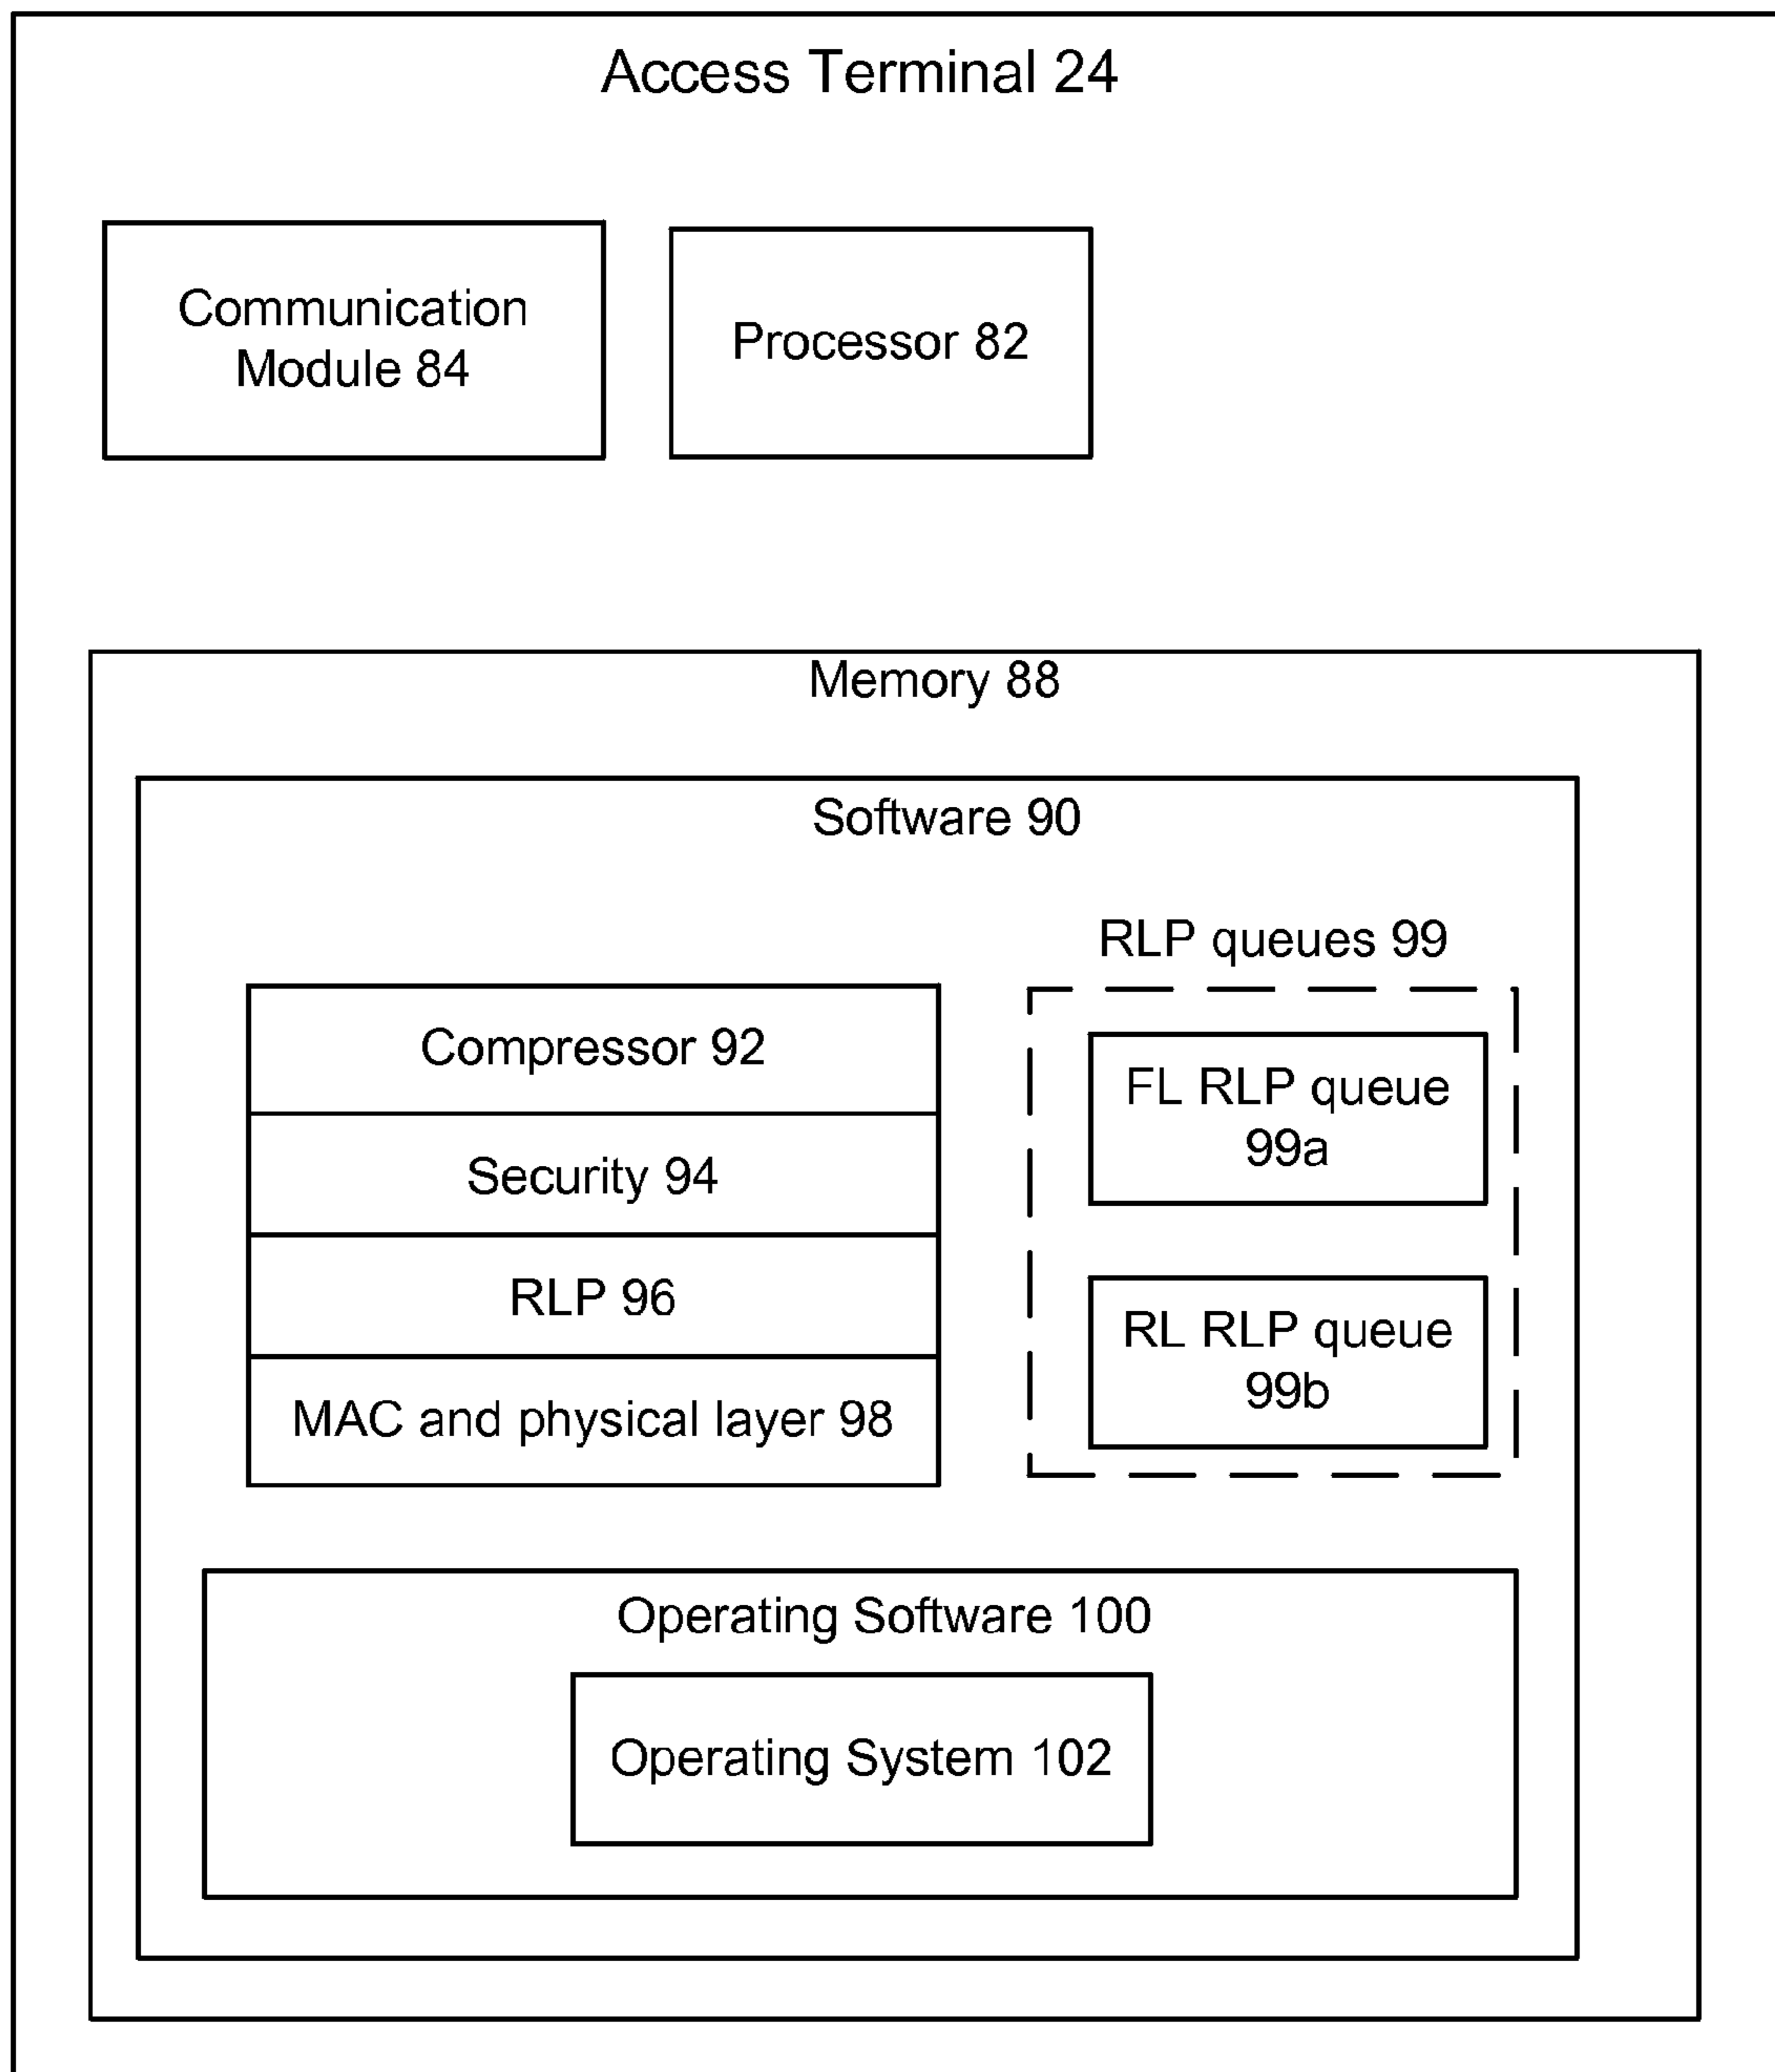 Access Terminal 24
Communication
Module 84
Processor 82
Memory 88
Software 90
RLP queues 99
Compressor 92
Security 94
RLP 96
MAC and physical layer 98
FL RLP queue
99a
RL RLP queue
99b
Operating Software 100
Operating System 102